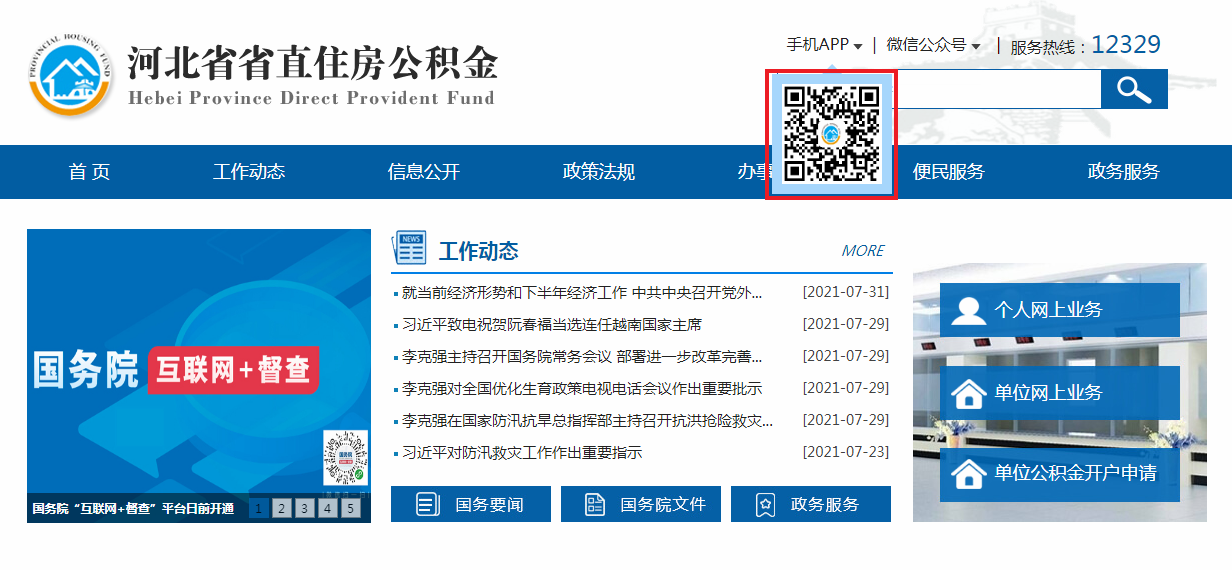 PROVINCIAL HOUSING FUND
河北省省直住房公积金
Hebei Province Direct Provident Fund
手机APP | 微信公众号 | 服务热线：12329
首 页 工作动态 信息公开 政策法规 办事 便民服务 政务服务
国务院 互联网+督查
国务院“互联网+督查”平台日前开通 1 2 3 4 5
NEWS 工作动态 MORE
就当前经济形势和下半年经济工作 中共中央召开党外... [2021-07-31]
习近平致电祝贺阮春福当选连任越南国家主席 [2021-07-29]
李克强主持召开国务院常务会议 部署进一步改革完善... [2021-07-29]
李克强对全国优化生育政策电视电话会议作出重要批示 [2021-07-29]
李克强在国家防汛抗旱总指挥部主持召开抗洪抢险救灾... [2021-07-29]
习近平对防汛救灾工作作出重要指示 [2021-07-23]
国务要闻 国务院文件 政务服务
个人网上业务
单位网上业务
单位公积金开户申请